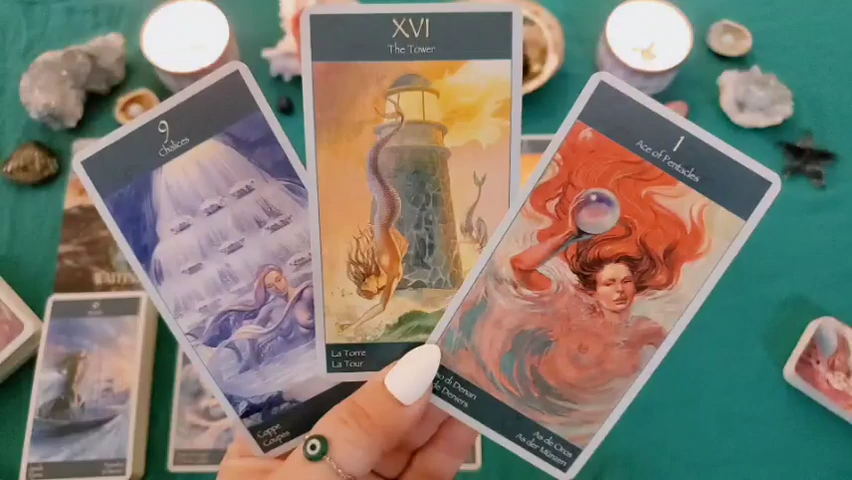 9
Chalices
Coppe
Coupes
XVI
The Tower
La Torre
La Tour
1
Ace of Pentacles
di Denari
de Deniers
As de Oros
As der Münzen